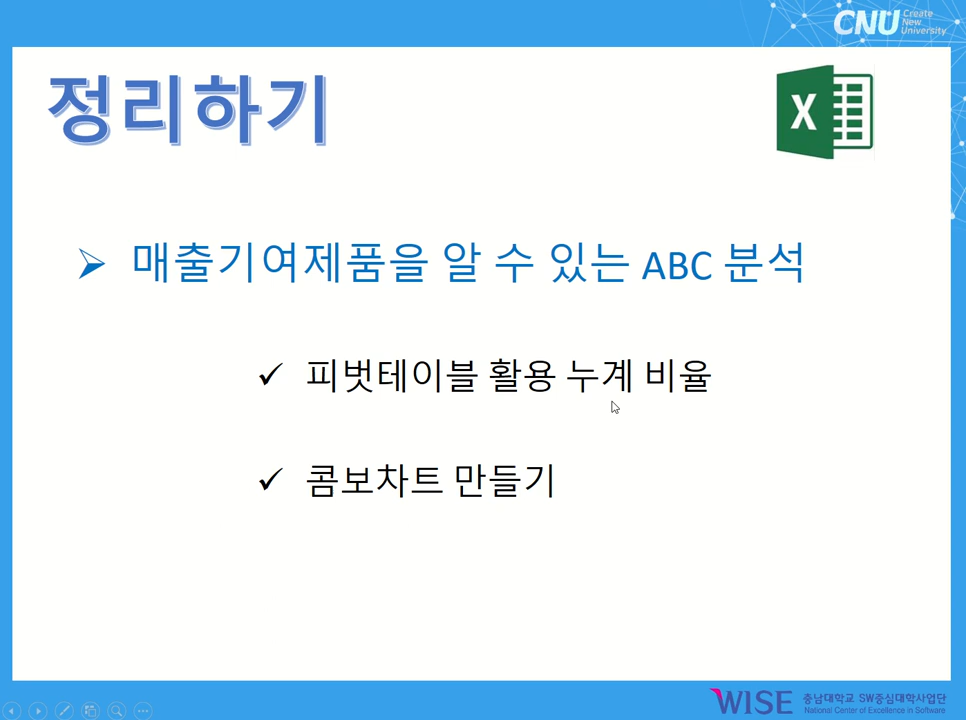 CNU Create
New
University
정리하기
X
➢ 매출기여제품을 알 수 있는 ABC 분석
✓ 피벗테이블 활용 누계 비율
✓ 콤보차트 만들기
WISE 충남대학교 SW중심대학사업단
National Center of Excellence in Software